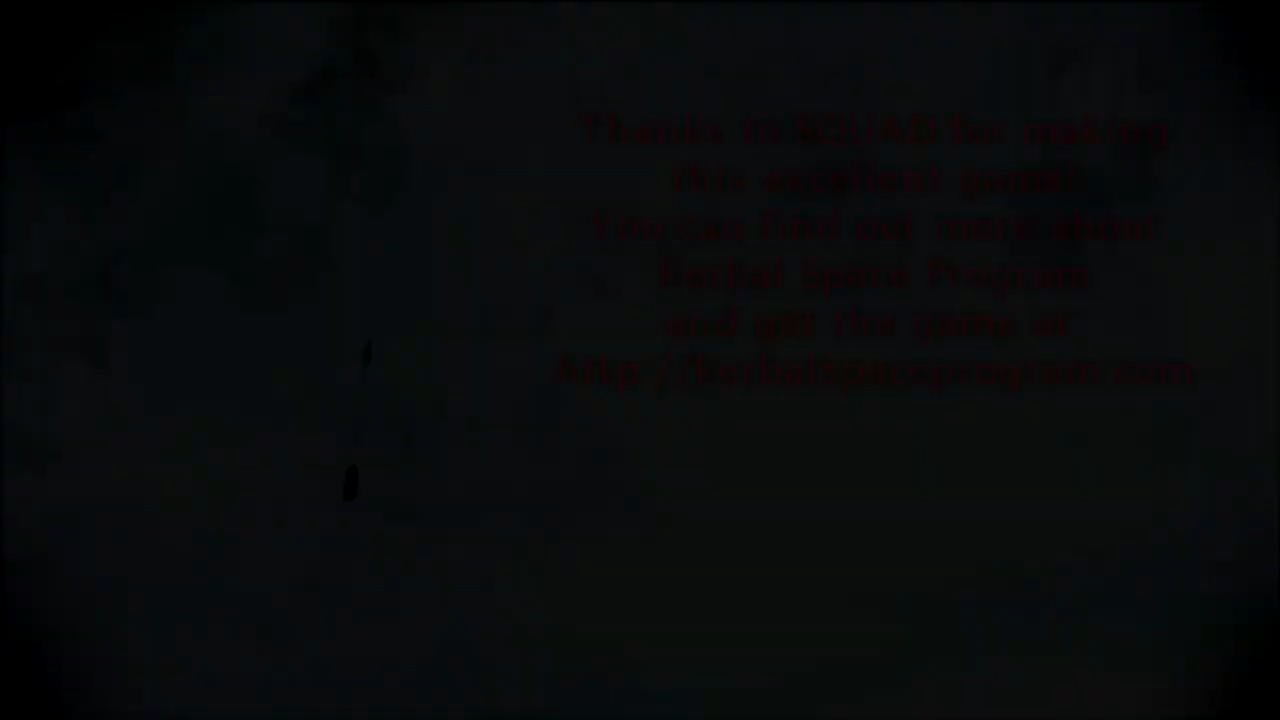 Thanks to SQUAD for making
this excellent game!
You can find out more about
Kerbal Space Program
and get the game at
http://kerbalspaceprogram.com